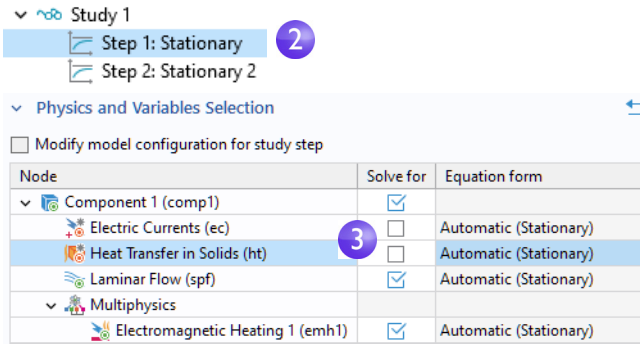 Study 1
Step 1: Stationary 2
Step 2: Stationary 2
Physics and Variables Selection
Modify model configuration for study step
Node Solve for Equation form
Component 1 (comp1)
Electric Currents (ec) Automatic (Stationary)
3
Heat Transfer in Solids (ht) Automatic (Stationary)
Laminar Flow (spf) Automatic (Stationary)
Multiphysics
Electromagnetic Heating 1 (emh1) Automatic (Stationary)